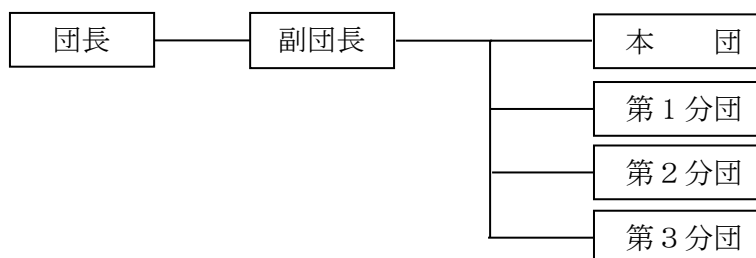 団長
副団長
本　　団
第１分団
第２分団
第３分団